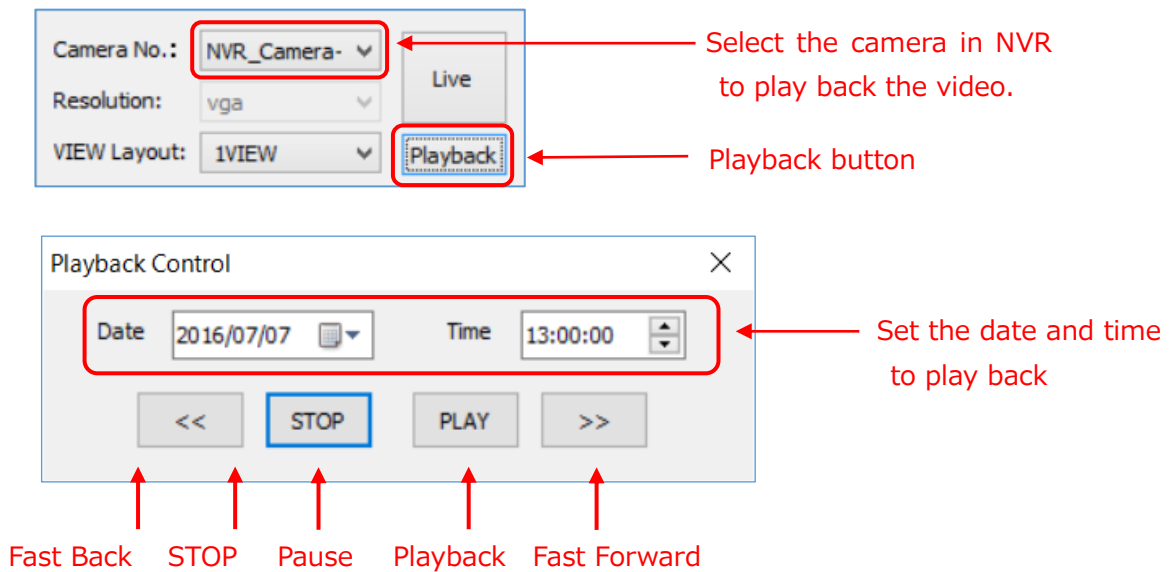 Camera No.: NVR_Camera- Live
Select the camera in NVR
to play back the video.
Resolution: vga
VIEW Layout: 1VIEW Playback
Playback button
Playback Control
Date 2016/07/07 Time 13:00:00
Set the date and time
to play back
<< STOP PLAY >>
Fast Back STOP Pause Playback Fast Forward